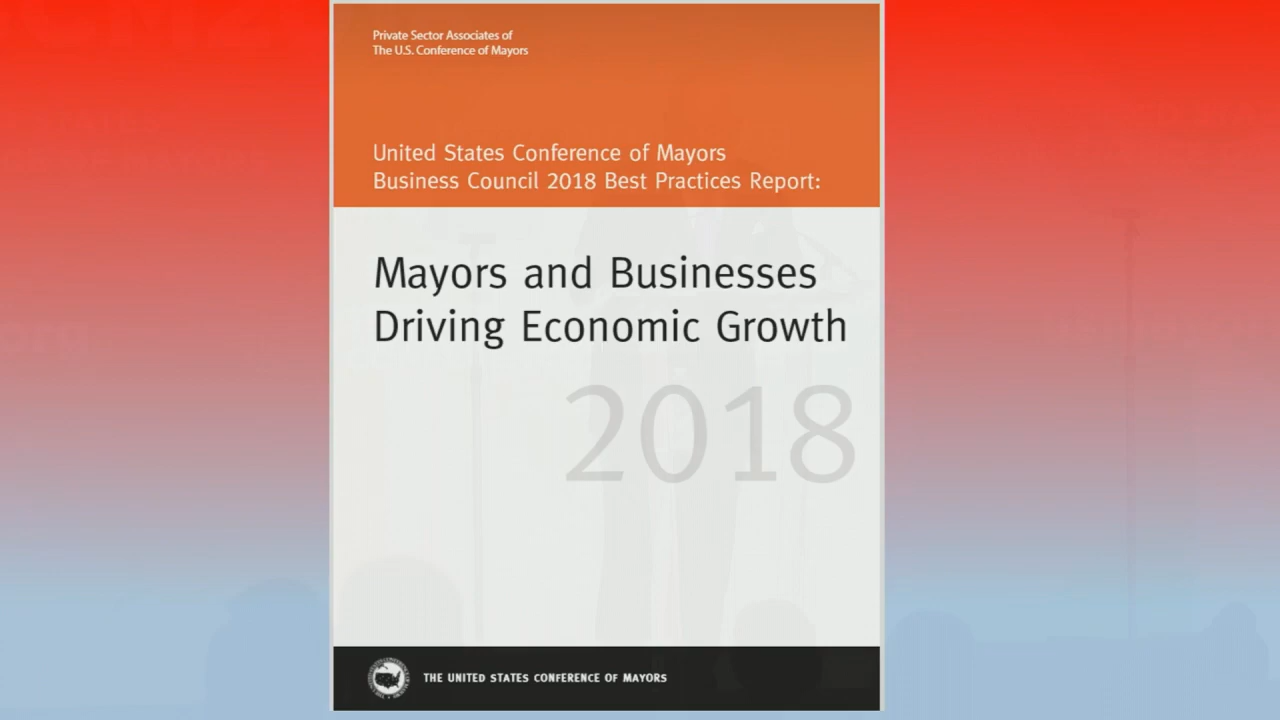 Private Sector Associates of
The U.S. Conference of Mayors
United States Conference of Mayors
Business Council 2018 Best Practices Report:
Mayors and Businesses
Driving Economic Growth
2018
THE UNITED STATES CONFERENCE OF MAYORS